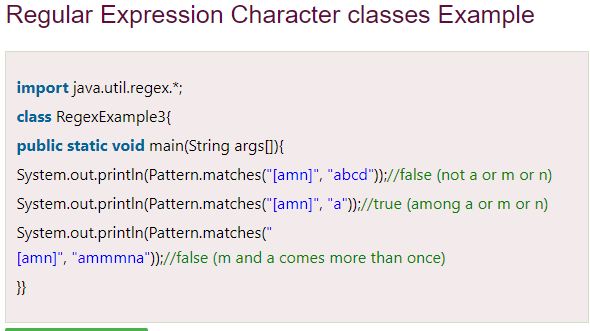 Regular Expression Character classes Example
import java.util.regex.*;
class RegexExample3{
public static void main(String args[]){
System.out.println(Pattern.matches("[amn]", "abcd"));//false (not a or m or n)
System.out.println(Pattern.matches("[amn]", "a"));//true (among a or m or n)
System.out.println(Pattern.matches("
[amn]", "ammmna"));//false (m and a comes more than once)
}}